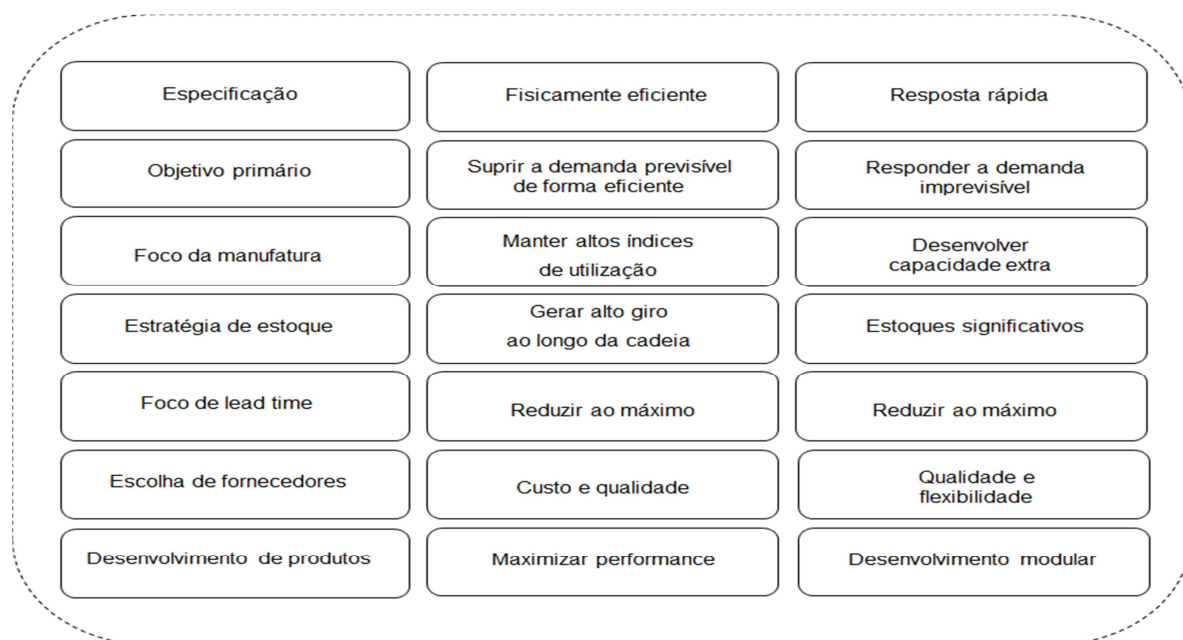 Especificação
Fisicamente eficiente
Resposta rápida
Objetivo primário
Suprir a demanda previsível
de forma eficiente
Responder a demanda
imprevisível
Foco da manufatura
Manter altos índices
de utilização
Desenvolver
capacidade extra
Estratégia de estoque
Gerar alto giro
ao longo da cadeia
Estoques significativos
Foco de lead time
Reduzir ao máximo
Reduzir ao máximo
Escolha de fornecedores
Custo e qualidade
Qualidade e
flexibilidade
Desenvolvimento de produtos
Maximizar performance
Desenvolvimento modular